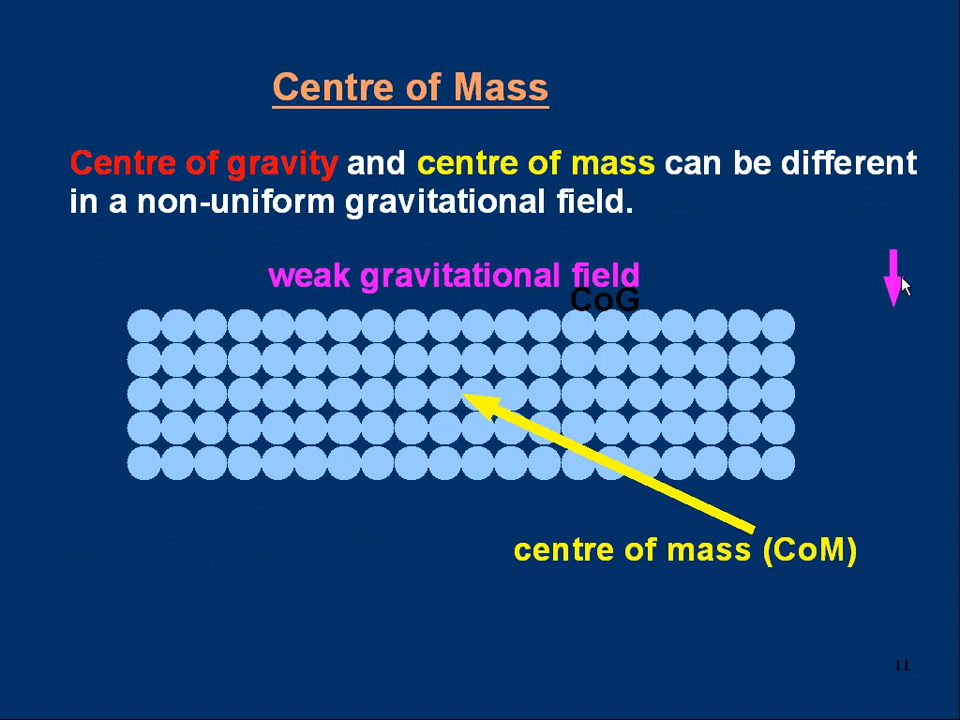 Centre of Mass
Centre of gravity and centre of mass can be different
in a non-uniform gravitational field.
weak gravitational field
CoG
centre of mass (CoM)
11